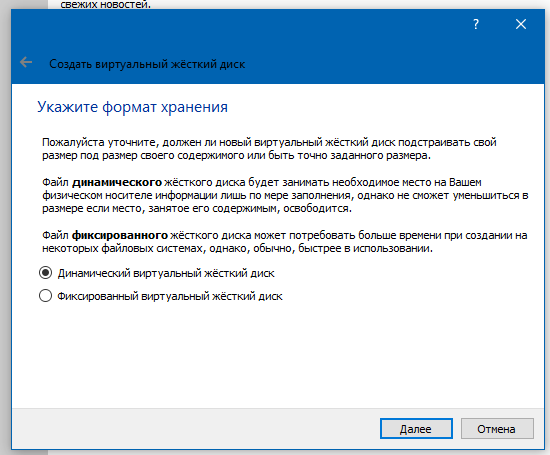 свежих новостей.
?
Создать виртуальный жёсткий диск
Укажите формат хранения
Пожалуйста уточните, должен ли новый виртуальный жёсткий диск подстраивать свой
размер под размер своего содержимого или быть точно заданного размера.
Файл динамического жёсткого диска будет занимать необходимое место на Вашем
физическом носителе информации лишь по мере заполнения, однако не сможет уменьшиться в
размере если место, занятое его содержимым, освободится.
Файл фиксированного жёсткого диска может потребовать больше времени при создании на
некоторых файловых системах, однако, обычно, быстрее в использовании.
Динамический виртуальный жёсткий диск
Фиксированный виртуальный жёсткий диск
Далее
Отмена